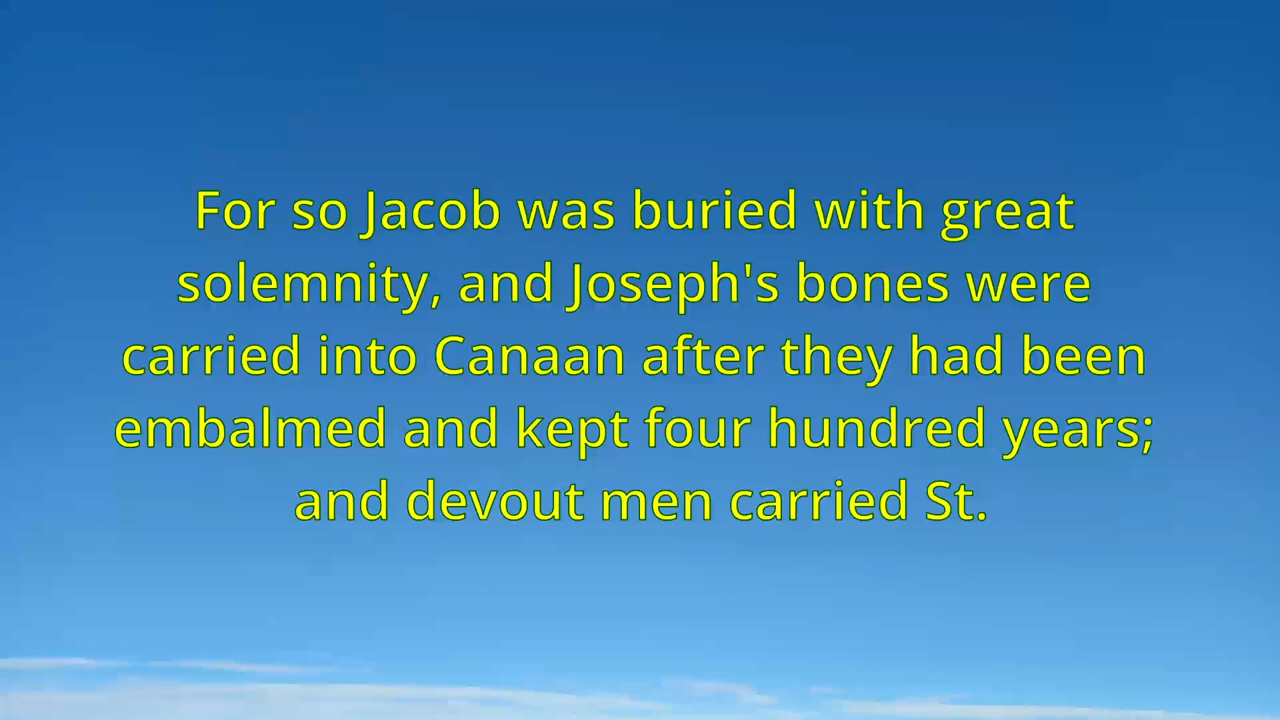 For so Jacob was buried with great
solemnity, and Joseph's bones were
carried into Canaan after they had been
embalmed and kept four hundred years;
and devout men carried St.